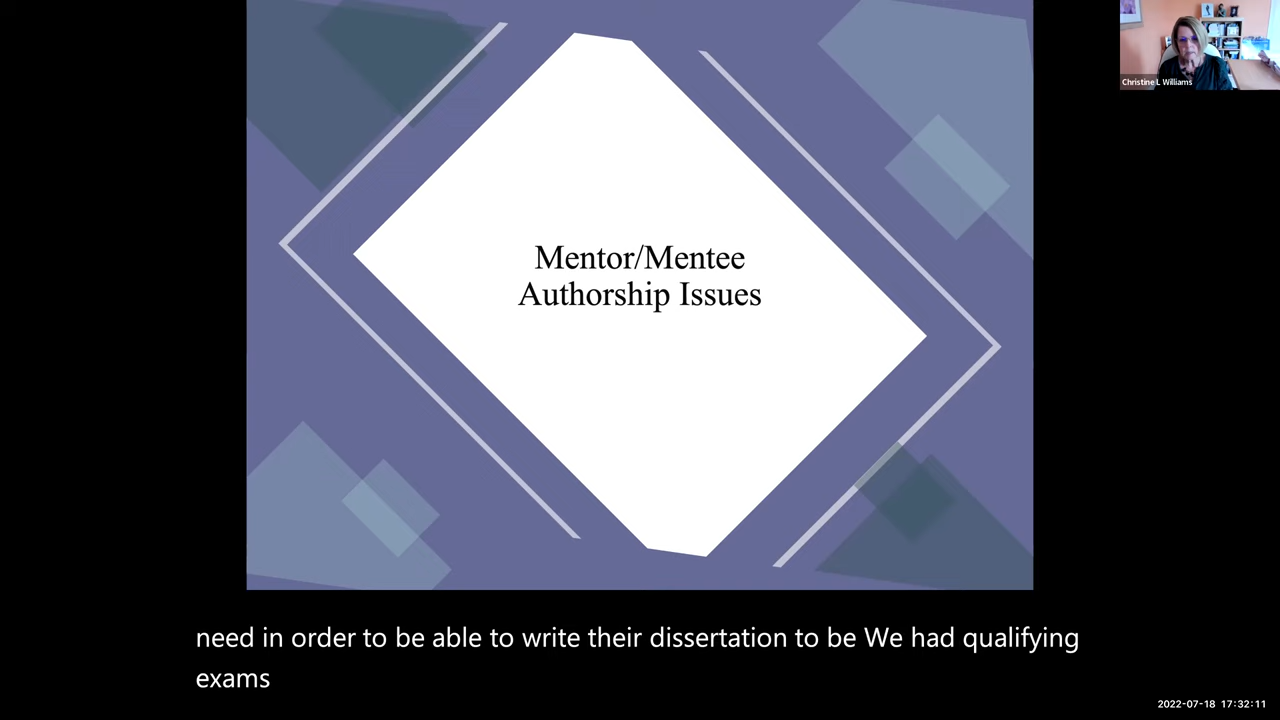 Christine L Williams
Mentor/Mentee
Authorship Issues
need in order to be able to write their dissertation to be We had qualifying
exams
2022-07-18 17:32:11